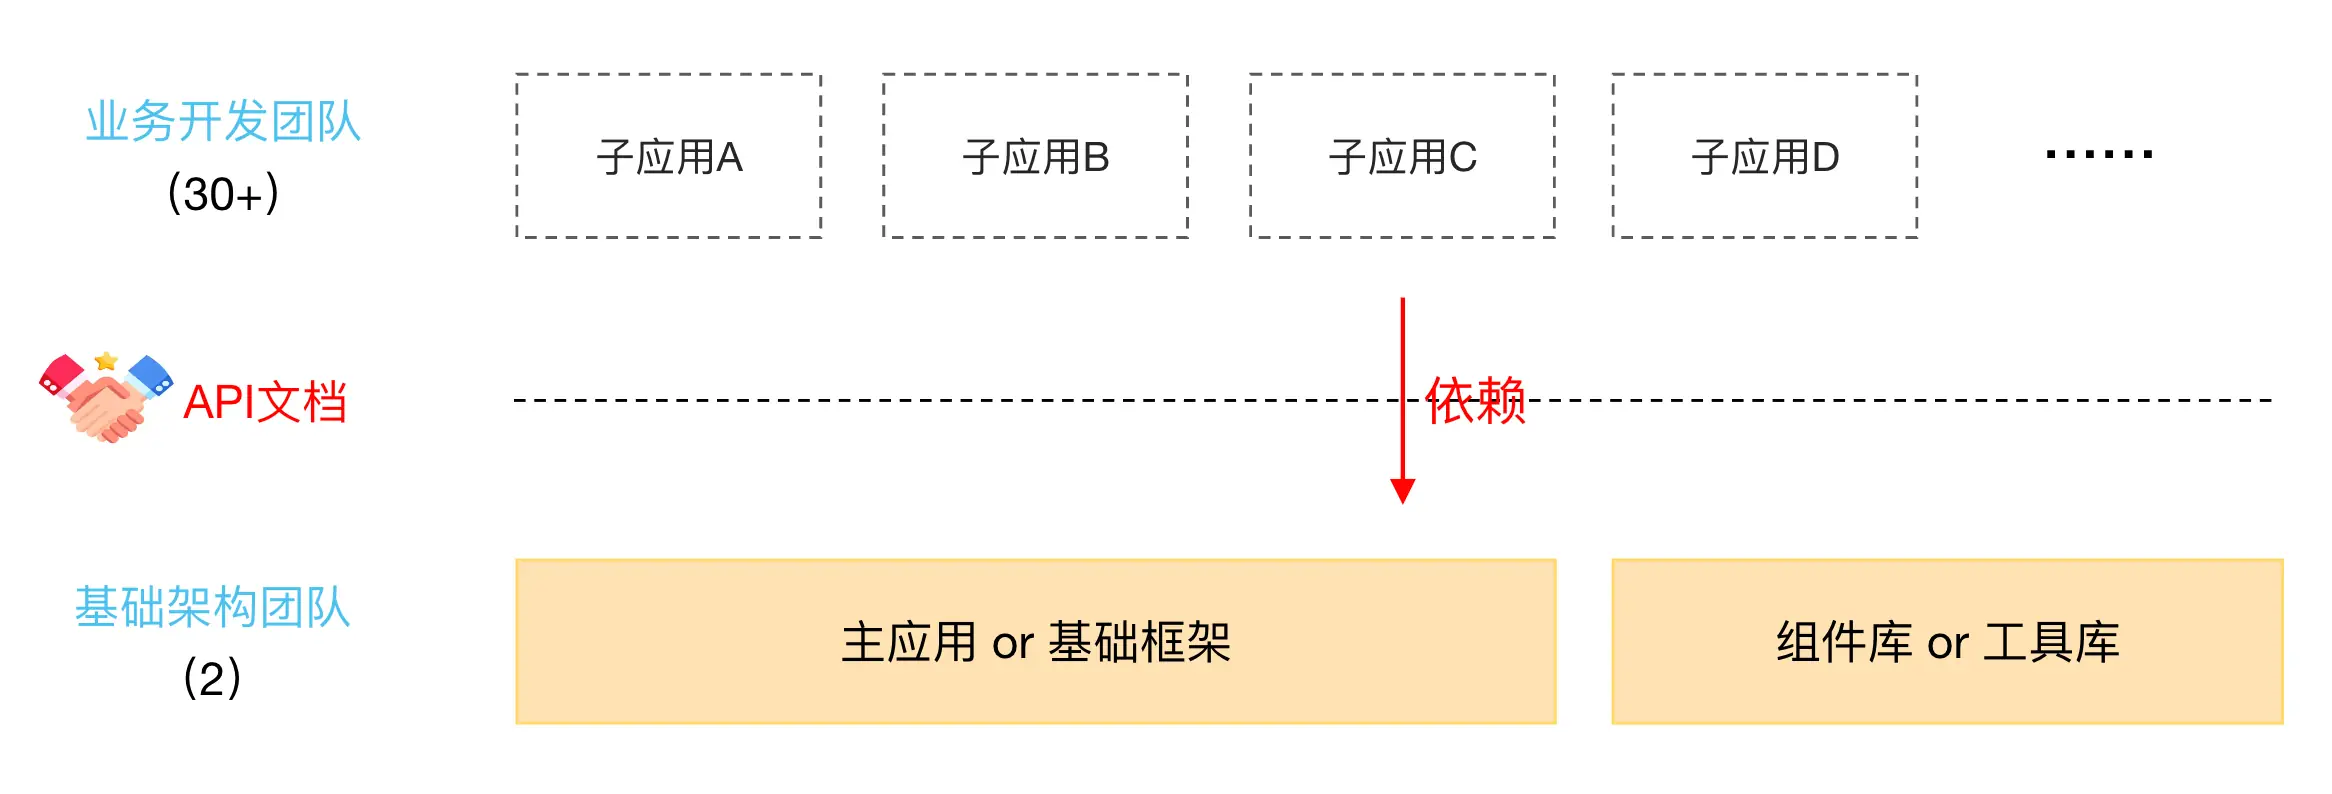 业务开发团队
(30+)
子应用A
子应用B
子应用C
子应用D
······
API文档
依赖
基础架构团队
(2)
主应用 or 基础框架
组件库 or 工具库